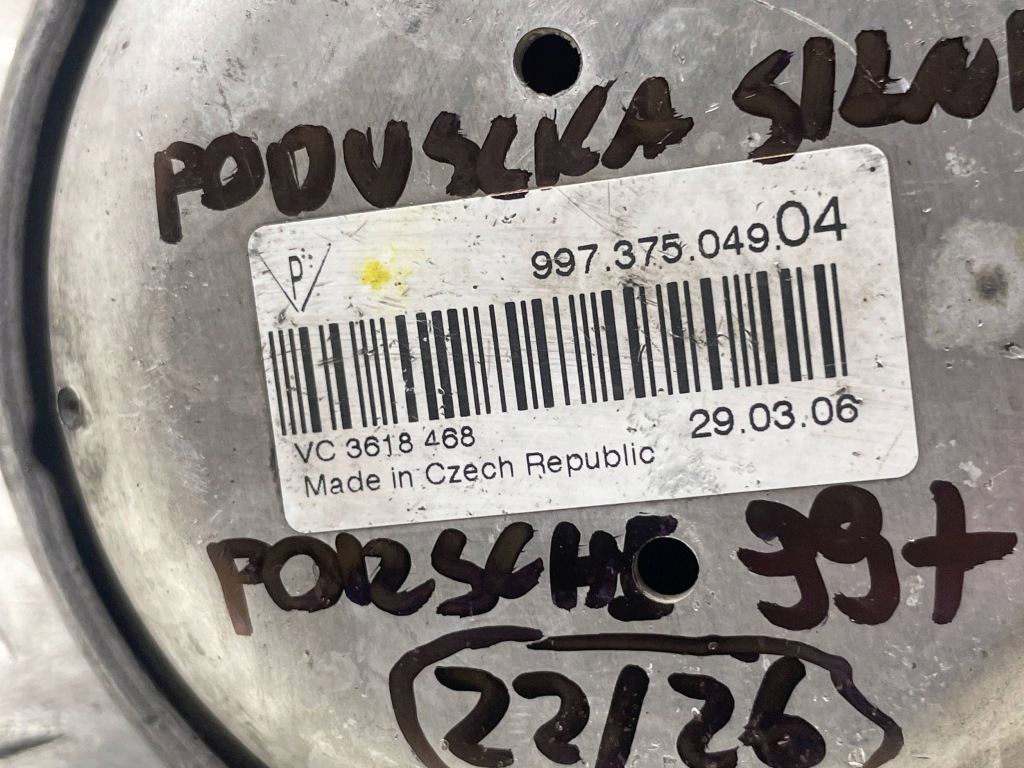 PODUSCKA SILNI
P
997.375.049.04
VC 3618 468
29.03.06
Made in Czech Republic
PORSCHE 997
22/26